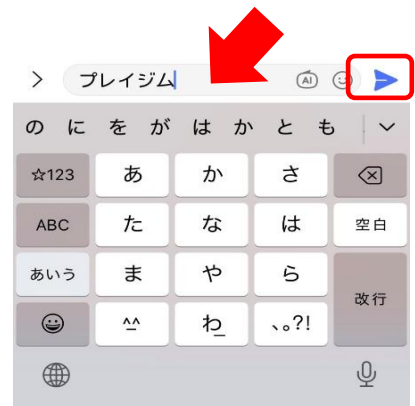 > プレイジム AI
の に を が は か と も
☆123 あ か さ
ABC た な は 空白
あいう ま や ら
^^ わ_ 、。?! 改行